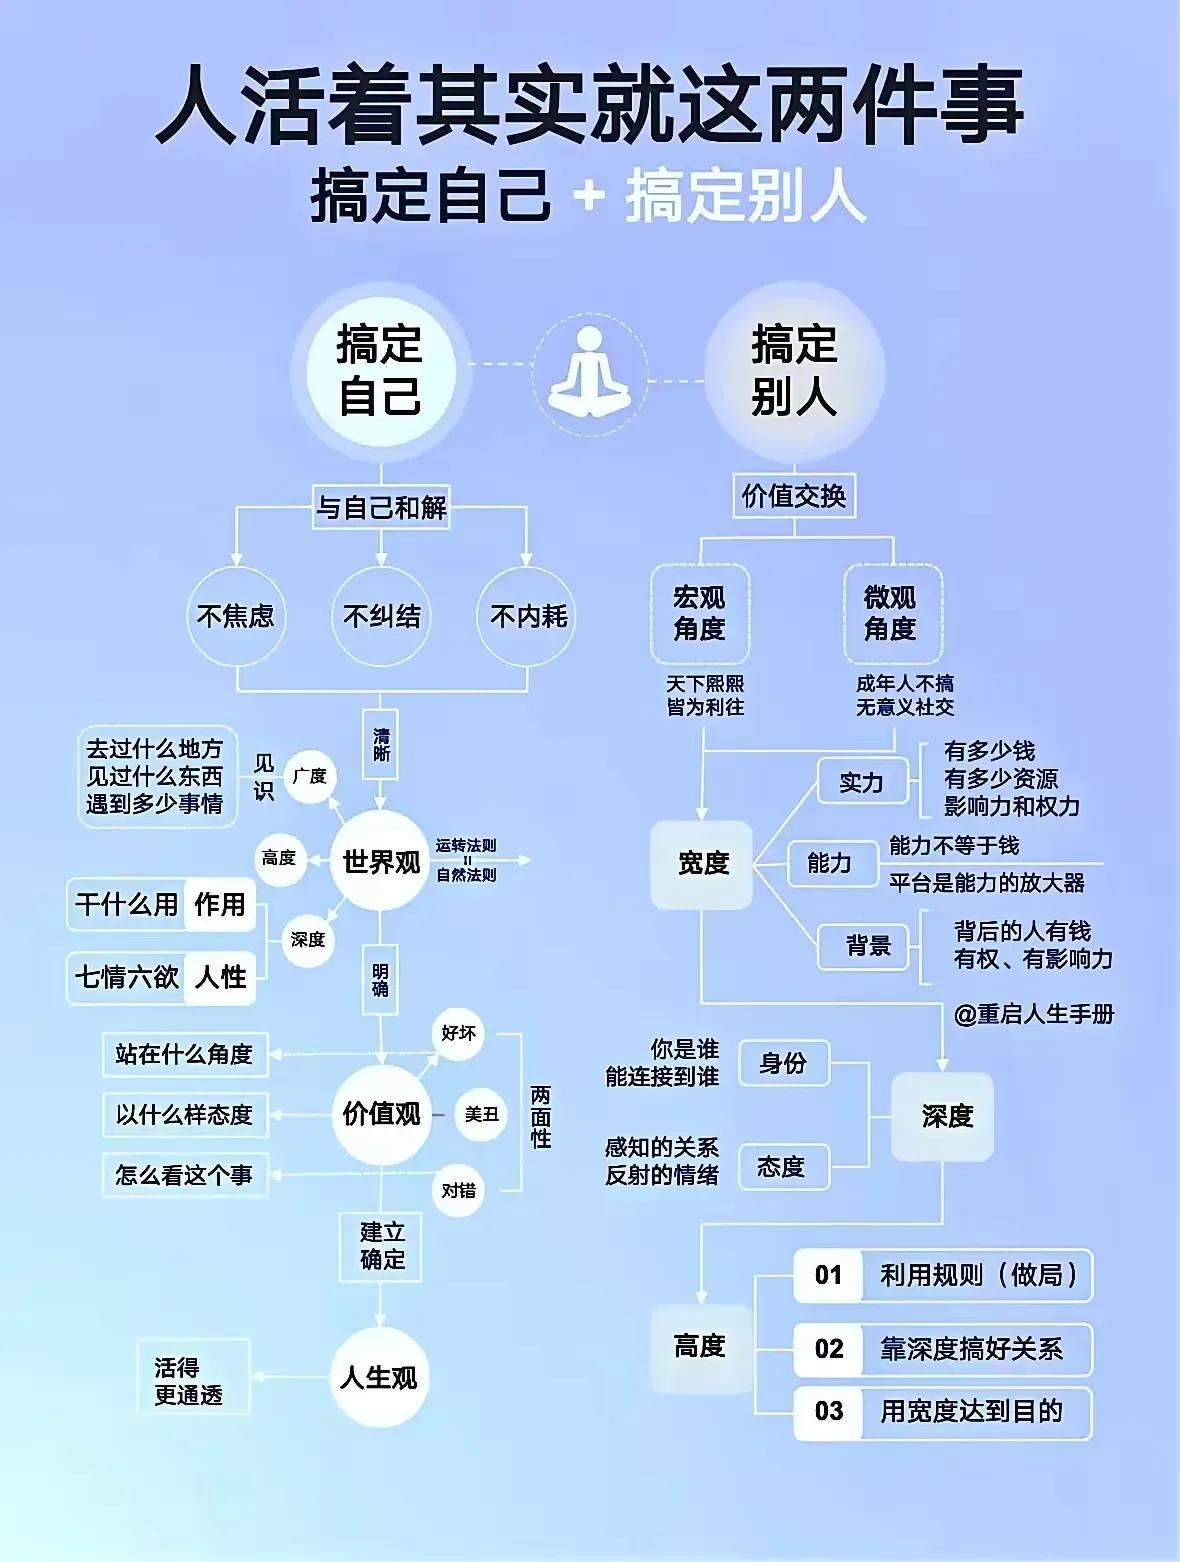 人活着其实就这两件事
搞定自己 + 搞定别人
搞定
自己
搞定
别人
与自己和解
不焦虑
不纠结
不内耗
清晰
去过什么地方
见过什么东西
遇到多少事情
见识
广度
高度
世界观
运转法则
=
自然法则
干什么用 作用
七情六欲 人性
深度
明确
站在什么角度
以什么样态度
怎么看这个事
价值观
好坏
美丑
对错
两面性
建立
确定
人生观
活得
更通透
价值交换
宏观
角度
微观
角度
天下熙熙
皆为利往
成年人不搞
无意义社交
宽度
实力
有多少钱
有多少资源
影响力和权力
能力
能力不等于钱
平台是能力的放大器
背景
背后的人有钱
有权、有影响力
@重启人生手册
你是谁
能连接到谁
身份
感知的关系
反射的情绪
态度
深度
高度
01 利用规则（做局）
02 靠深度搞好关系
03 用宽度达到目的